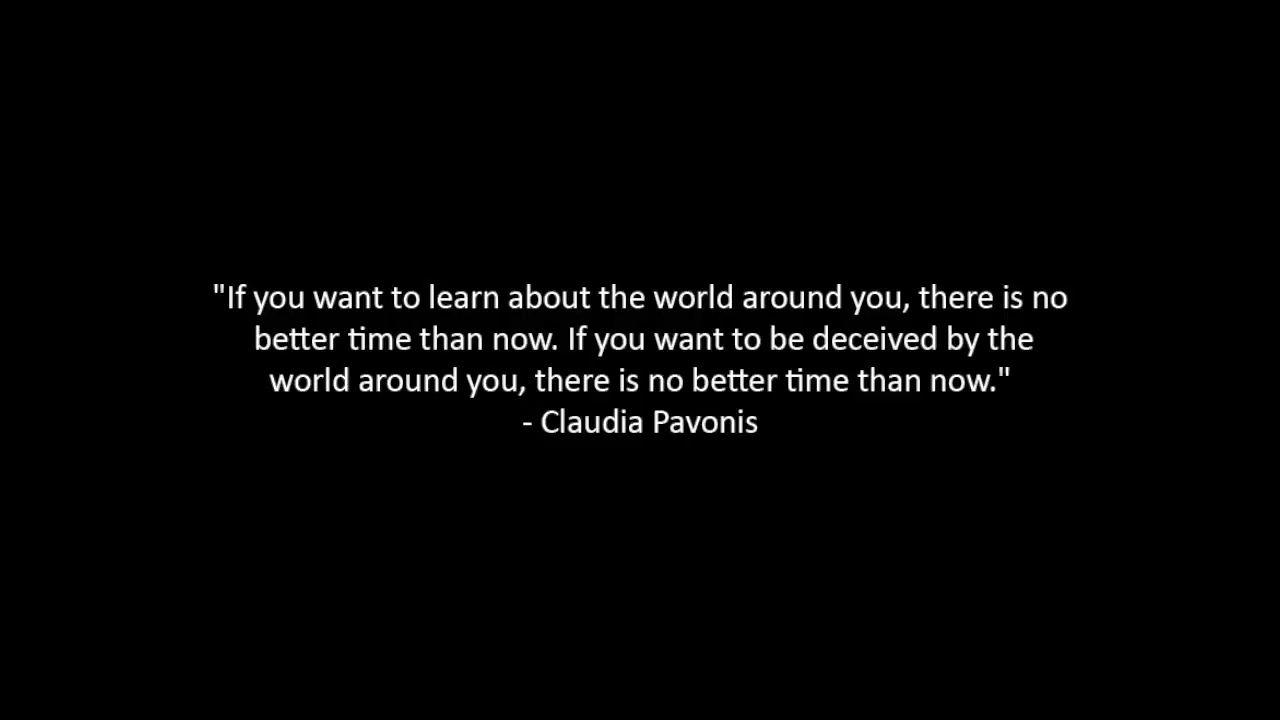 "If you want to learn about the world around you, there is no
better time than now. If you want to be deceived by the
world around you, there is no better time than now."
- Claudia Pavonis